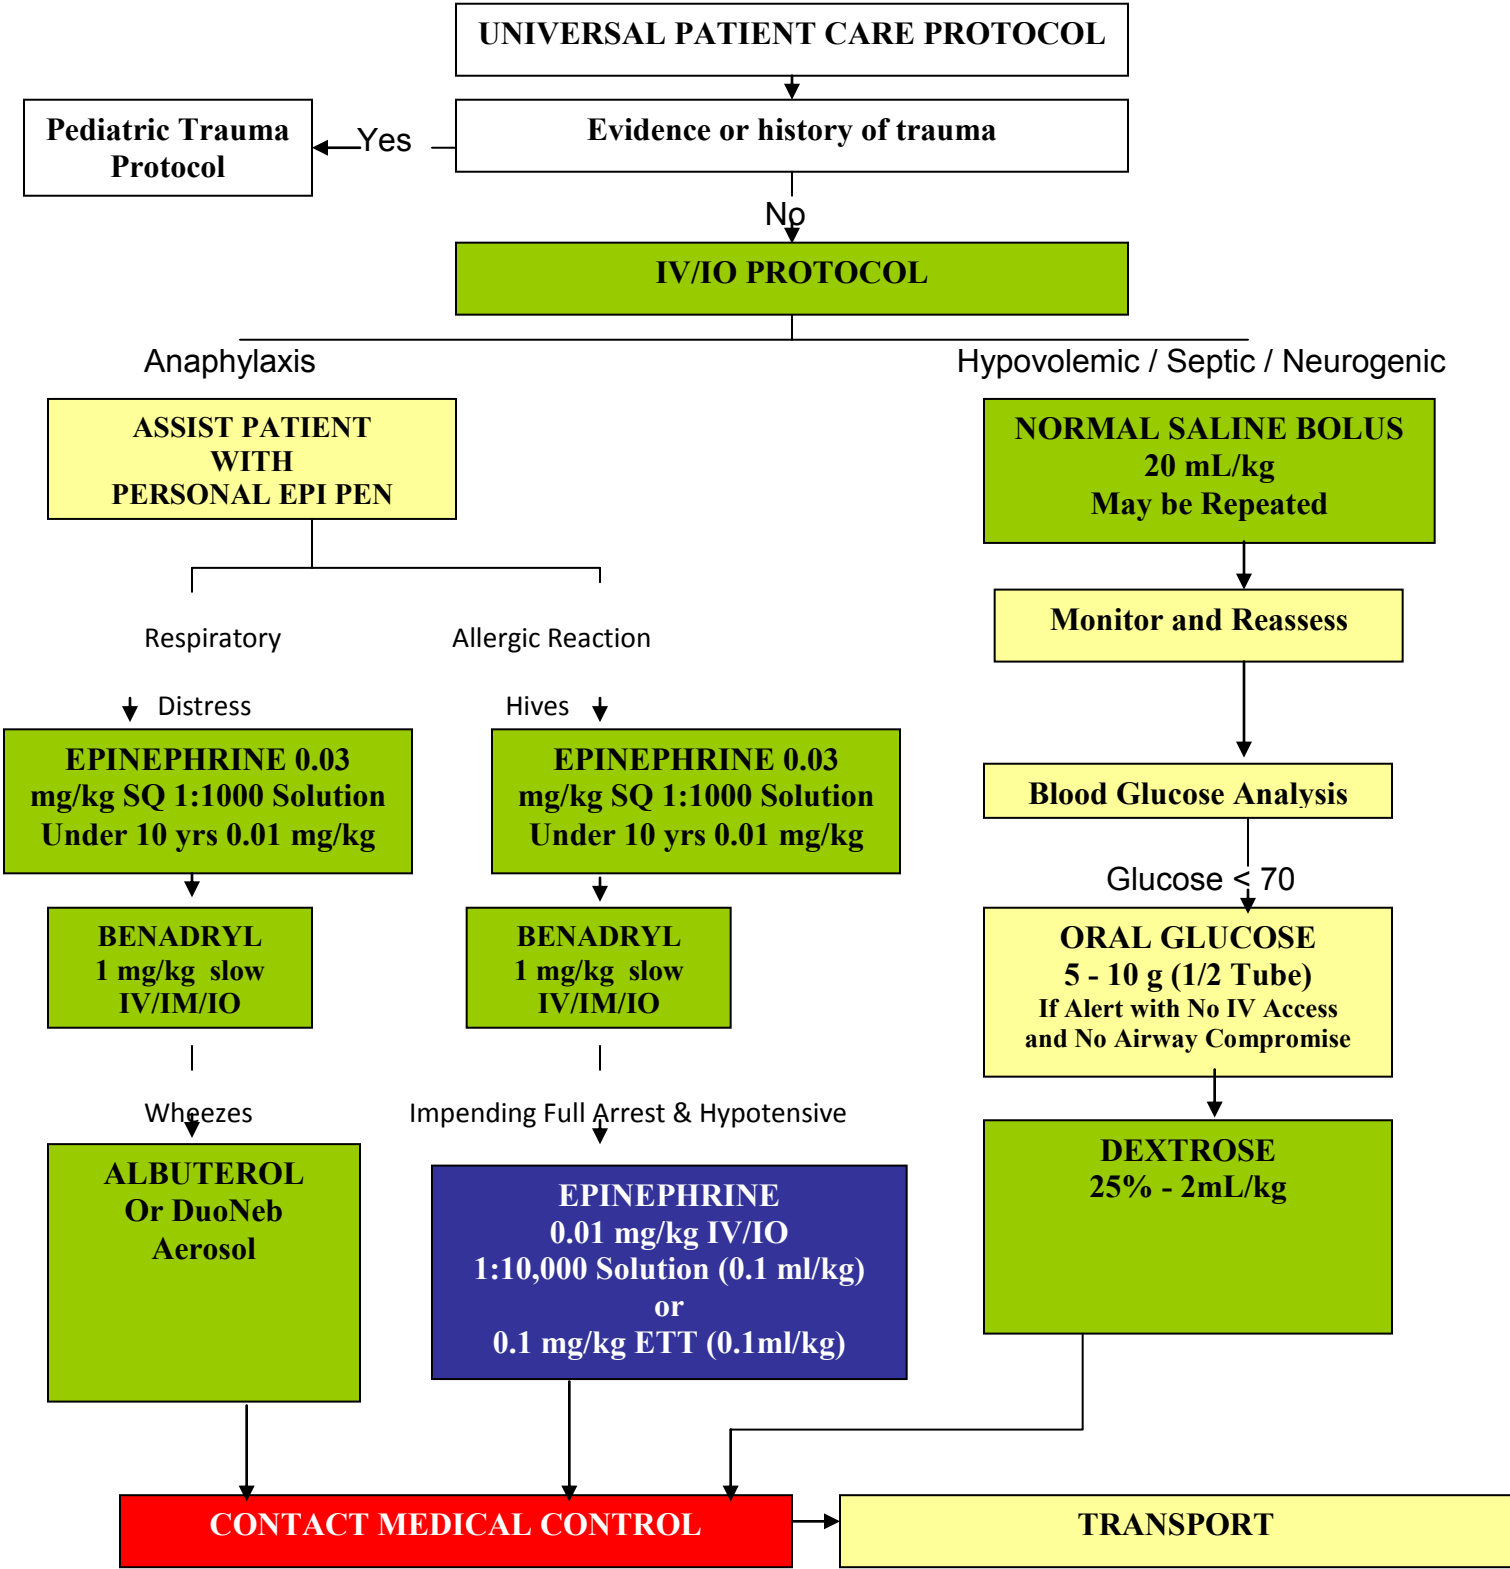 UNIVERSAL PATIENT CARE PROTOCOL
Pediatric Trauma
Protocol
Yes
Evidence or history of trauma
No
IV/IO PROTOCOL
Anaphylaxis
Hypovolemic / Septic / Neurogenic
ASSIST PATIENT
WITH
PERSONAL EPI PEN
NORMAL SALINE BOLUS
20 mL/kg
May be Repeated
Monitor and Reassess
Respiratory
Distress
Allergic Reaction
Hives
EPINEPHRINE 0.03
mg/kg SQ 1:1000 Solution
Under 10 yrs 0.01 mg/kg
EPINEPHRINE 0.03
mg/kg SQ 1:1000 Solution
Under 10 yrs 0.01 mg/kg
Blood Glucose Analysis
Glucose < 70
BENADRYL
1 mg/kg slow
IV/IM/IO
BENADRYL
1 mg/kg slow
IV/IM/IO
ORAL GLUCOSE
5 - 10 g (1/2 Tube)
If Alert with No IV Access
and No Airway Compromise
Wheezes
Impending Full Arrest & Hypotensive
ALBUTEROL
Or DuoNeb
Aerosol
EPINEPHRINE
0.01 mg/kg IV/IO
1:10,000 Solution (0.1 ml/kg)
or
0.1 mg/kg ETT (0.1ml/kg)
DEXTROSE
25% - 2mL/kg
CONTACT MEDICAL CONTROL
TRANSPORT